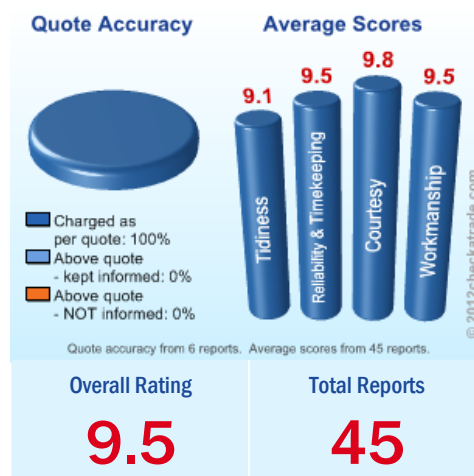 Quote Accuracy
Average Scores
9.1
9.5
9.8
9.5
Tidiness
Reliability & Timekeeping
Courtesy
Workmanship
Charged as
per quote: 100%
Above quote
- kept informed: 0%
Above quote
- NOT informed: 0%
© 2012checkatrade.com
Quote accuracy from 6 reports. Average scores from 45 reports.
Overall Rating
9.5
Total Reports
45